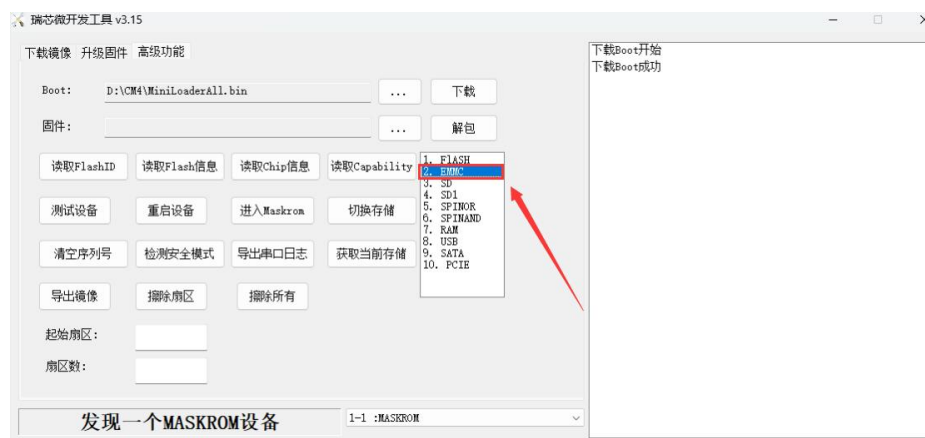 瑞芯微开发工具 v3.15
下载镜像 升级固件 高级功能
Boot: D:\CM4\MiniLoaderAll.bin ... 下载
固件: ... 解包
读取FlashID 读取Flash信息 读取Chip信息 读取Capability
测试设备 重启设备 进入Maskrom 切换存储
清空序列号 检测安全模式 导出串口日志 获取当前存储
导出镜像 擦除扇区 擦除所有
起始扇区:
扇区数:
1. FlASH
2. EMMC
3. SD
4. SD1
5. SPINOR
6. SPINAND
7. RAM
8. USB
9. SATA
10. PCIE
发现一个MASKROM设备 1-1 :MASKROM
下载Boot开始
下载Boot成功